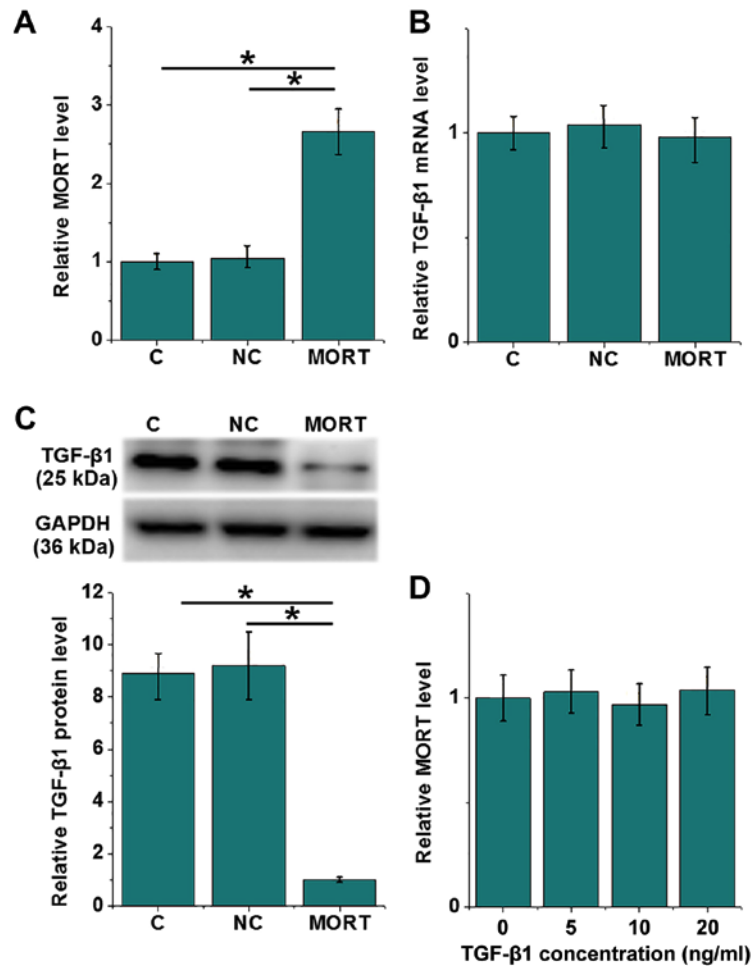 A
Relative MORT level
4
3
2
1
0
*
*
C NC MORT
B
Relative TGF-β1 mRNA level
1
0
C NC MORT
C
C NC MORT
TGF-β1
(25 kDa)
GAPDH
(36 kDa)
Relative TGF-β1 protein level
12
10
8
6
4
2
0
*
*
C NC MORT
D
Relative MORT level
1
0
0 5 10 20
TGF-β1 concentration (ng/ml)